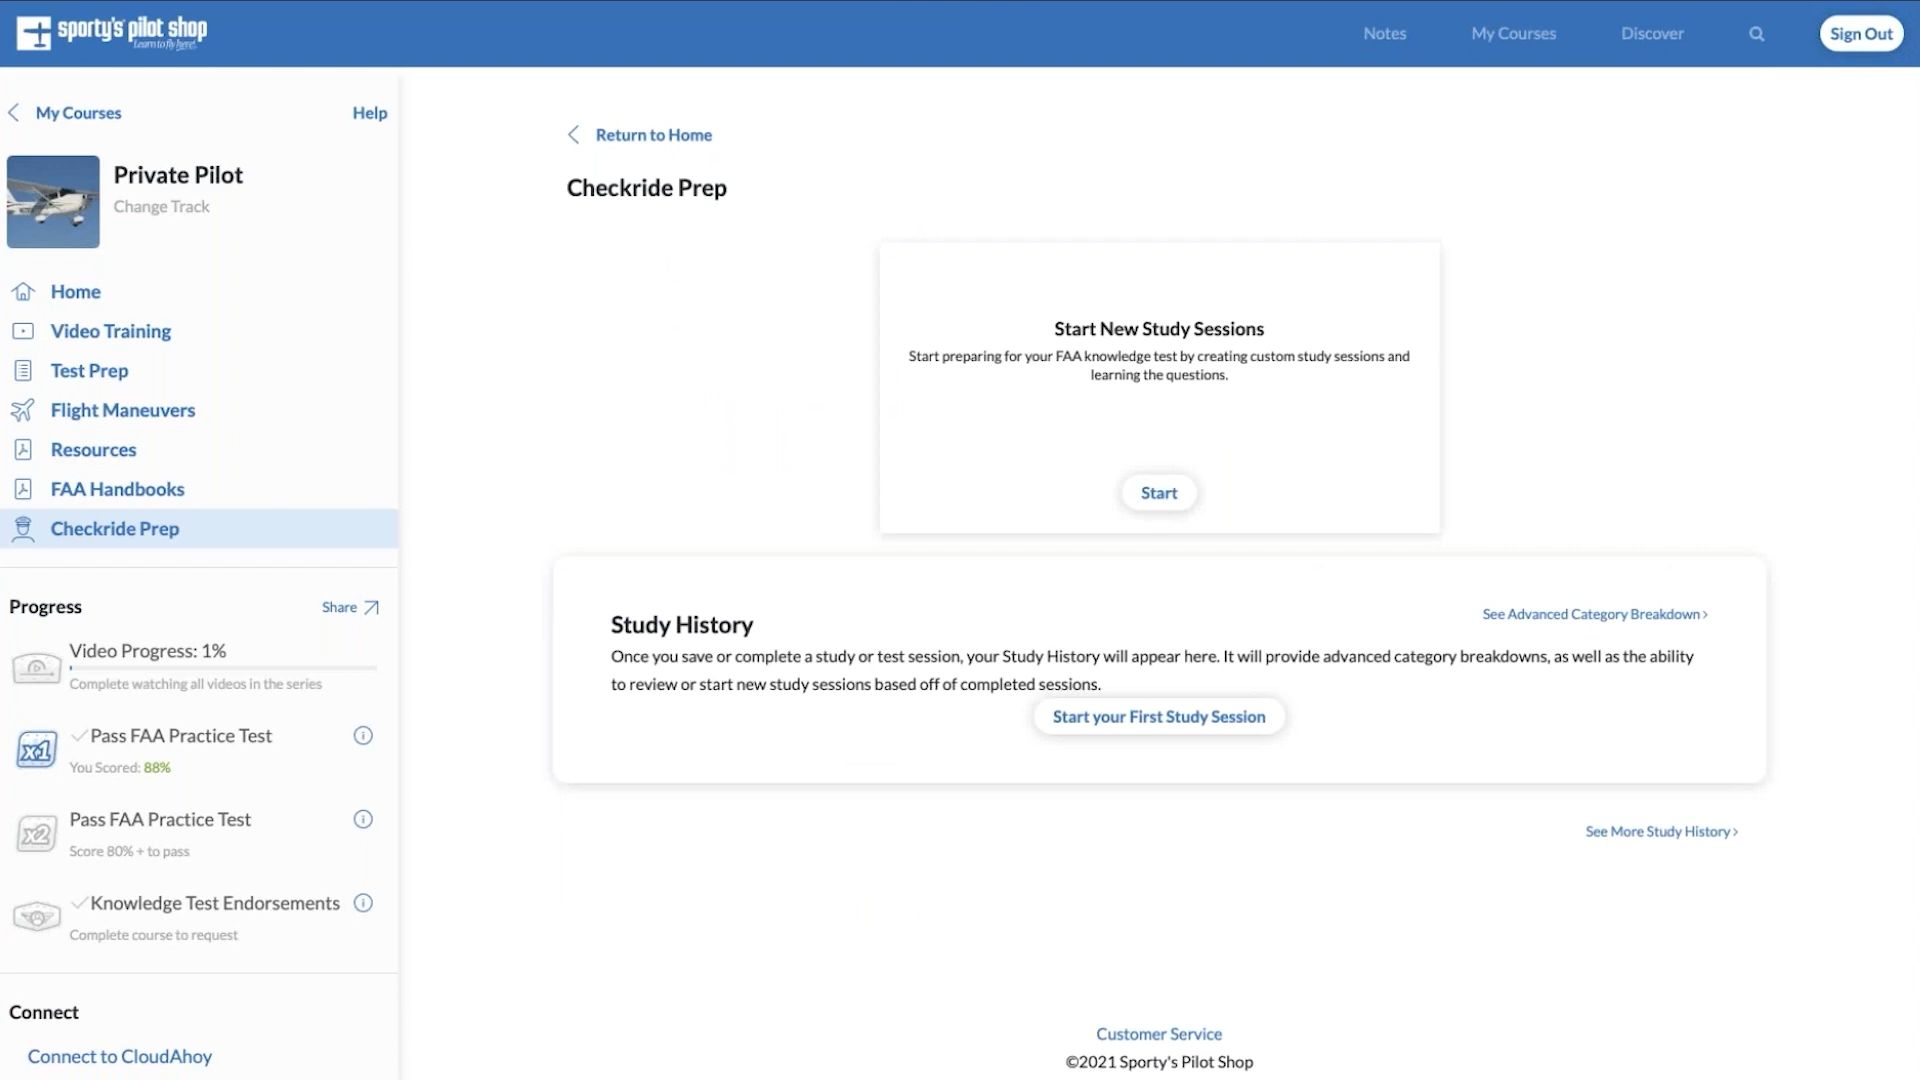 sporty's pilot shop
Learn to fly here!
Notes
My Courses
Discover
Sign Out
My Courses
Help
Private Pilot
Change Track
Home
Video Training
Test Prep
Flight Maneuvers
Resources
FAA Handbooks
Checkride Prep
Progress
Share
Video Progress: 1%
Complete watching all videos in the series
x1
Pass FAA Practice Test
You Scored: 88%
x2
Pass FAA Practice Test
Score 80% + to pass
Knowledge Test Endorsements
Complete course to request
Connect
Connect to CloudAhoy
Return to Home
Checkride Prep
Start New Study Sessions
Start preparing for your FAA knowledge test by creating custom study sessions and
learning the questions.
Start
Study History
See Advanced Category Breakdown
Once you save or complete a study or test session, your Study History will appear here. It will provide advanced category breakdowns, as well as the ability
to review or start new study sessions based off of completed sessions.
Start your First Study Session
See More Study History
Customer Service
©2021 Sporty's Pilot Shop